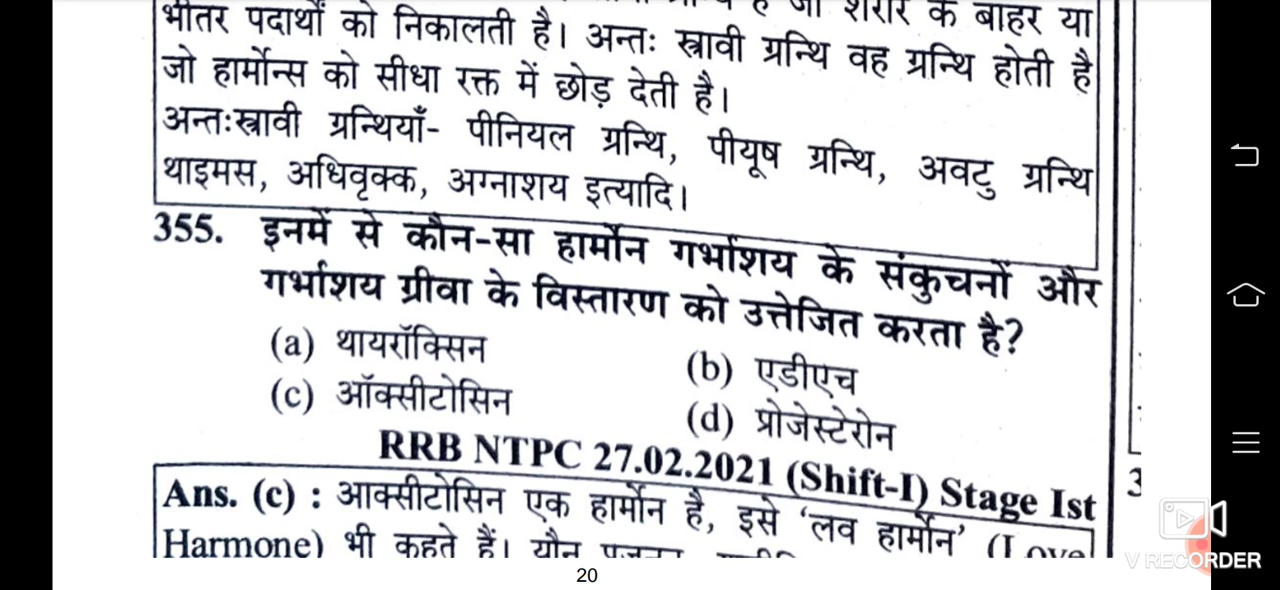 शरीर के बाहर या
भीतर पदार्थों को निकालती है। अन्तः स्त्रावी ग्रन्थि वह ग्रन्थि होती है
जो हार्मोन्स को सीधा रक्त में छोड़ देती है।
अन्तःस्त्रावी ग्रन्थियाँ- पीनियल ग्रन्थि, पीयूष ग्रन्थि, अवटु ग्रन्थि
थाइमस, अधिवृक्क, अग्नाशय इत्यादि।
355. इनमें से कौन-सा हार्मोन गर्भाशय के संकुचनों और
गर्भाशय ग्रीवा के विस्तारण को उत्तेजित करता है?
(a) थायरॉक्सिन (b) एडीएच
(c) ऑक्सीटोसिन (d) प्रोजेस्टेरोन
RRB NTPC 27.02.2021 (Shift-I) Stage Ist
Ans. (c) : आक्सीटोसिन एक हार्मोन है, इसे ‘लव हार्मोन’ (Love
Harmone) भी कहते हैं। यौन
20
V RECORDER